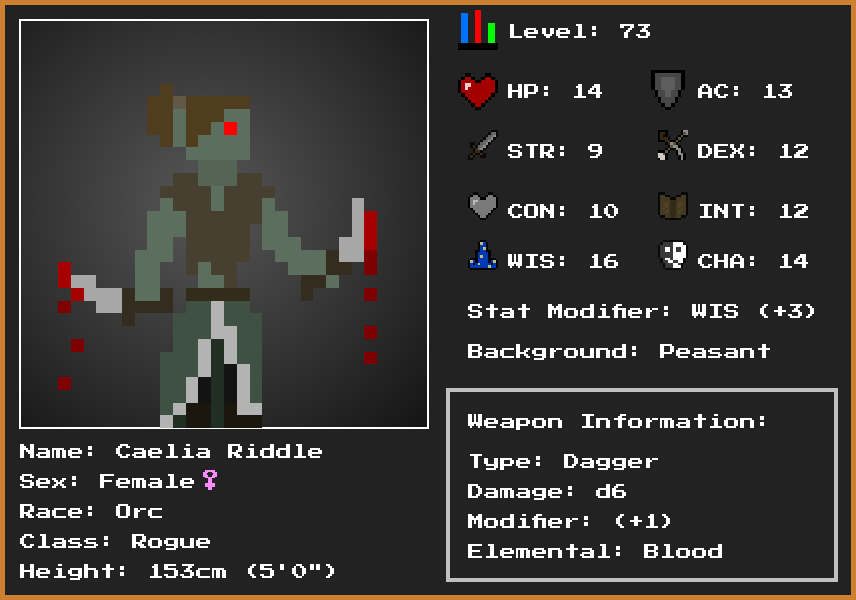 Level: 73
HP: 14
AC: 13
STR: 9
DEX: 12
CON: 10
INT: 12
WIS: 16
CHA: 14
Stat Modifier: WIS (+3)
Background: Peasant
Weapon Information:
Type: Dagger
Damage: d6
Modifier: (+1)
Elemental: Blood
Name: Caelia Riddle
Sex: Female♀
Race: Orc
Class: Rogue
Height: 153cm (5'0")